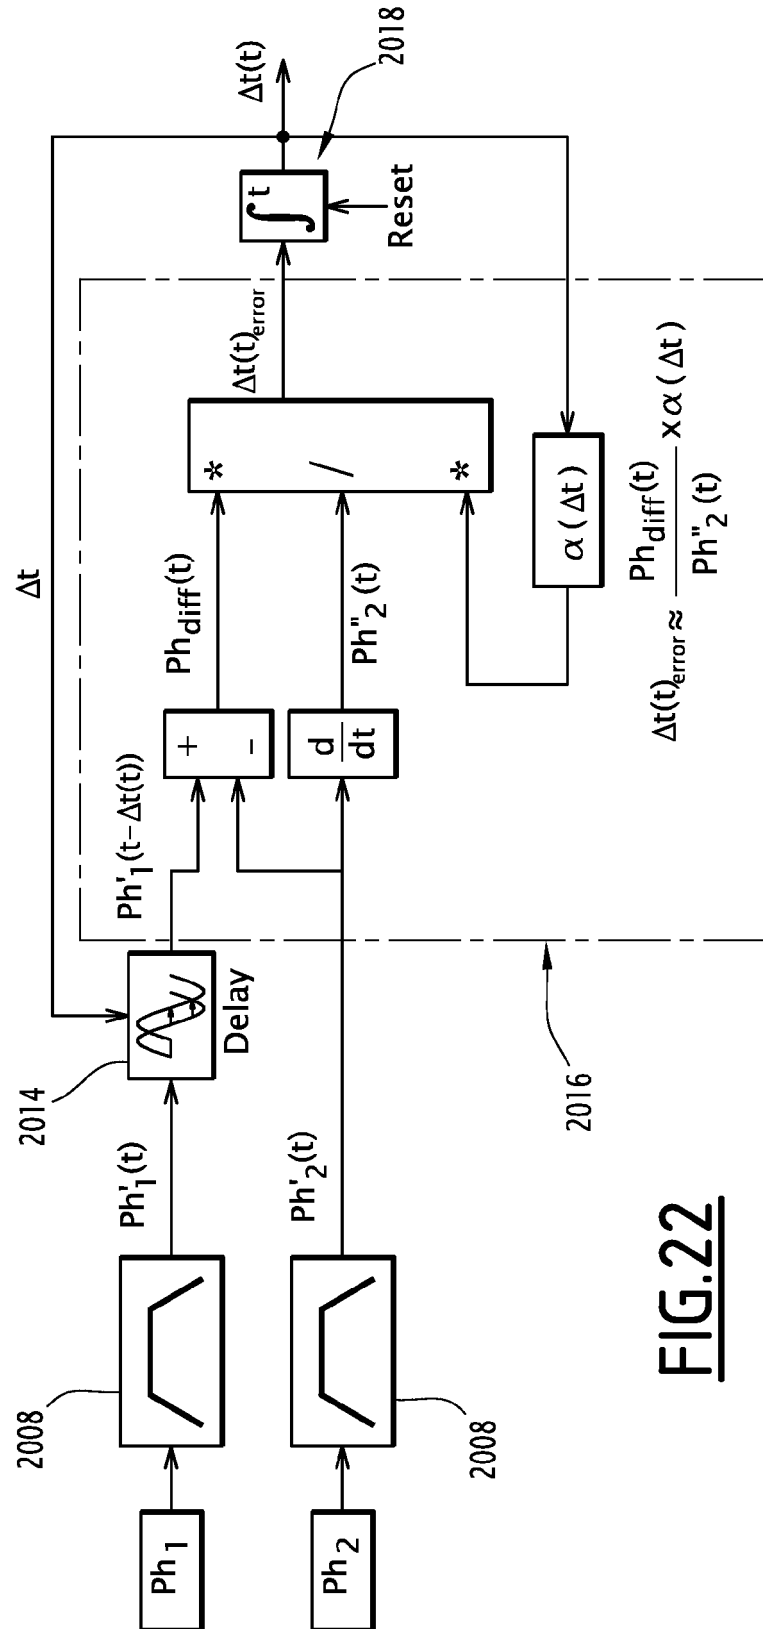 Ph1
2008
Ph'1(t)
2014
Delay
Ph'1(t-Δt(t))
Δt
+
-
Phdiff(t)
*
/
*
Δt(t)error
∫t
Reset
2018
Δt(t)
Ph2
2008
Ph'2(t)
d
dt
Ph"2(t)
α(Δt)
Δt(t)error ≈ Phdiff(t) / Ph"2(t) xα(Δt)
2016
FIG.22